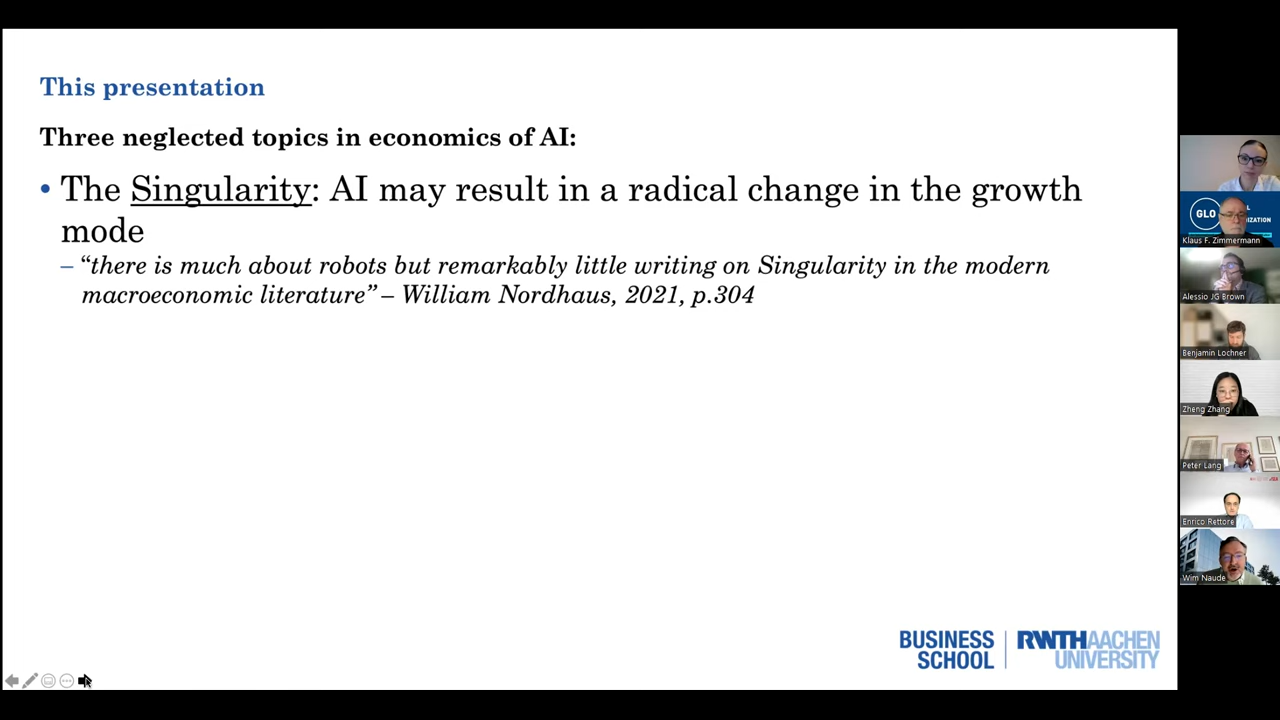 This presentation
Three neglected topics in economics of AI:
• The Singularity: AI may result in a radical change in the growth
mode
– “there is much about robots but remarkably little writing on Singularity in the modern
macroeconomic literature” – William Nordhaus, 2021, p.304
BUSINESS
SCHOOL
RWTHAACHEN
UNIVERSITY
GLO
Klaus F. Zimmermann
Alessio JG Brown
Benjamin Lochner
Zheng Zhang
Peter Lang
Enrico Rettore
Wim Naude